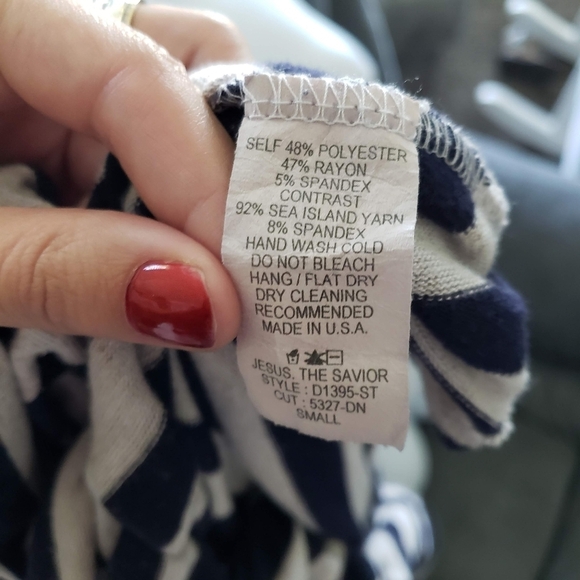 SELF 48% POLYESTER
47% RAYON
5% SPANDEX
CONTRAST
92% SEA ISLAND YARN
8% SPANDEX
HAND WASH COLD
DO NOT BLEACH
HANG / FLAT DRY
DRY CLEANING
RECOMMENDED
MADE IN U.S.A.
JESUS, THE SAVIOR
STYLE : D1395-ST
CUT : 5327-DN
SMALL